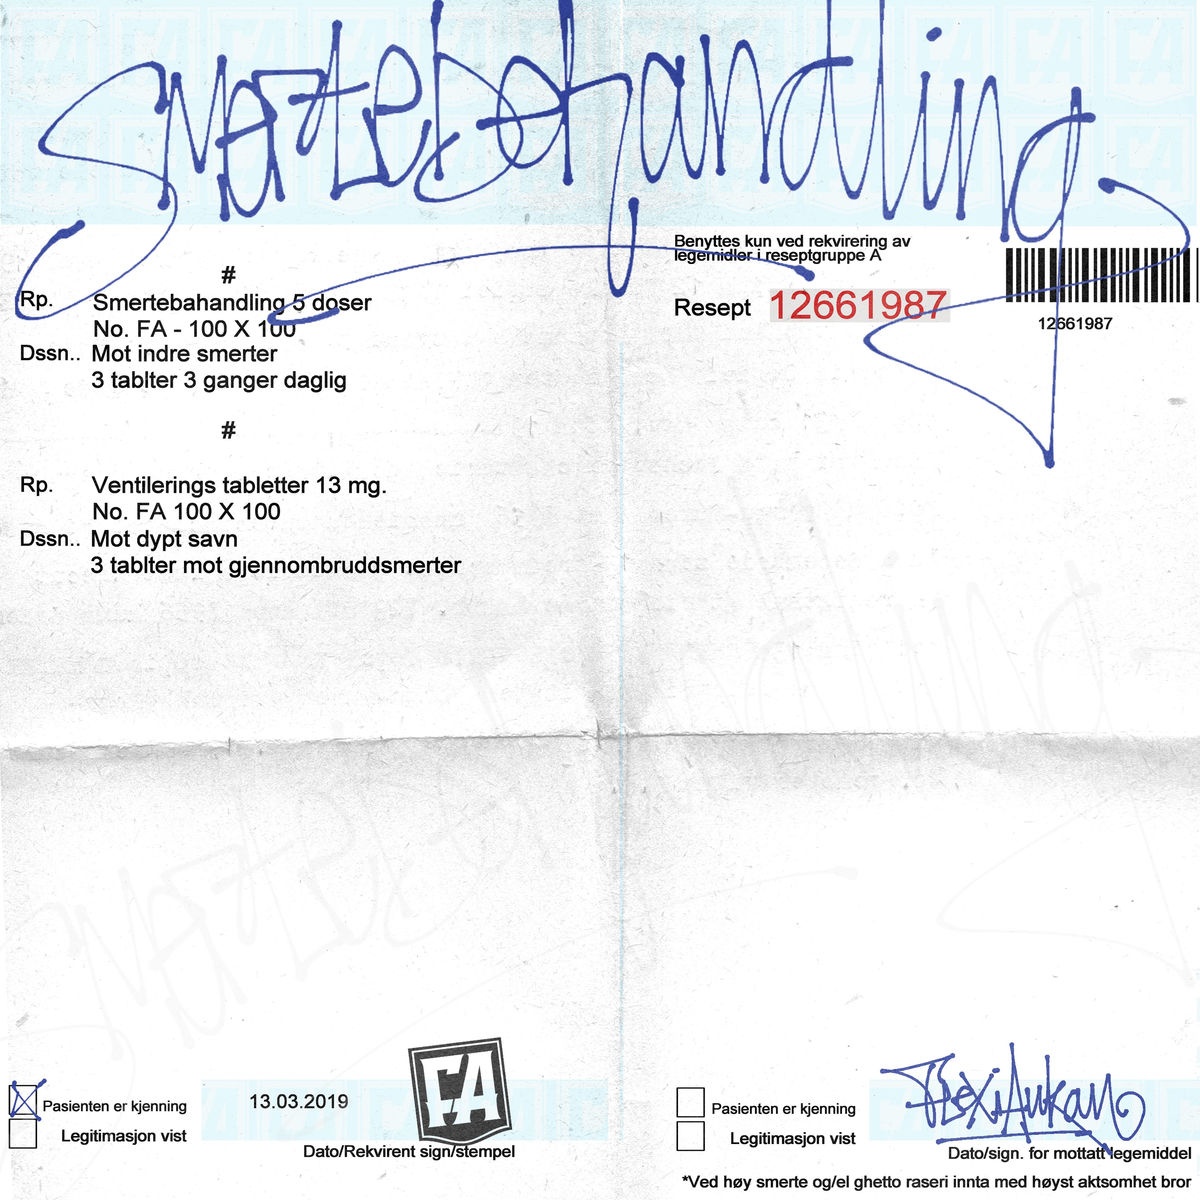 Smertebehandling
Benyttes kun ved rekvirering av
legemidler i reseptgruppe A
Resept 12661987
12661987
#
Rp. Smertebahandling 5 doser
No. FA - 100 X 100
Dssn.. Mot indre smerter
3 tablter 3 ganger daglig
#
Rp. Ventilerings tabletter 13 mg.
No. FA 100 X 100
Dssn.. Mot dypt savn
3 tablter mot gjennombruddsmerter
Pasienten er kjenning
Legitimasjon vist
13.03.2019
FA
Dato/Rekvirent sign/stempel
Pasienten er kjenning
Legitimasjon vist
Flexi Aukan
Dato/sign. for mottatt legemiddel
*Ved høy smerte og/el ghetto raseri innta med høyst aktsomhet bror